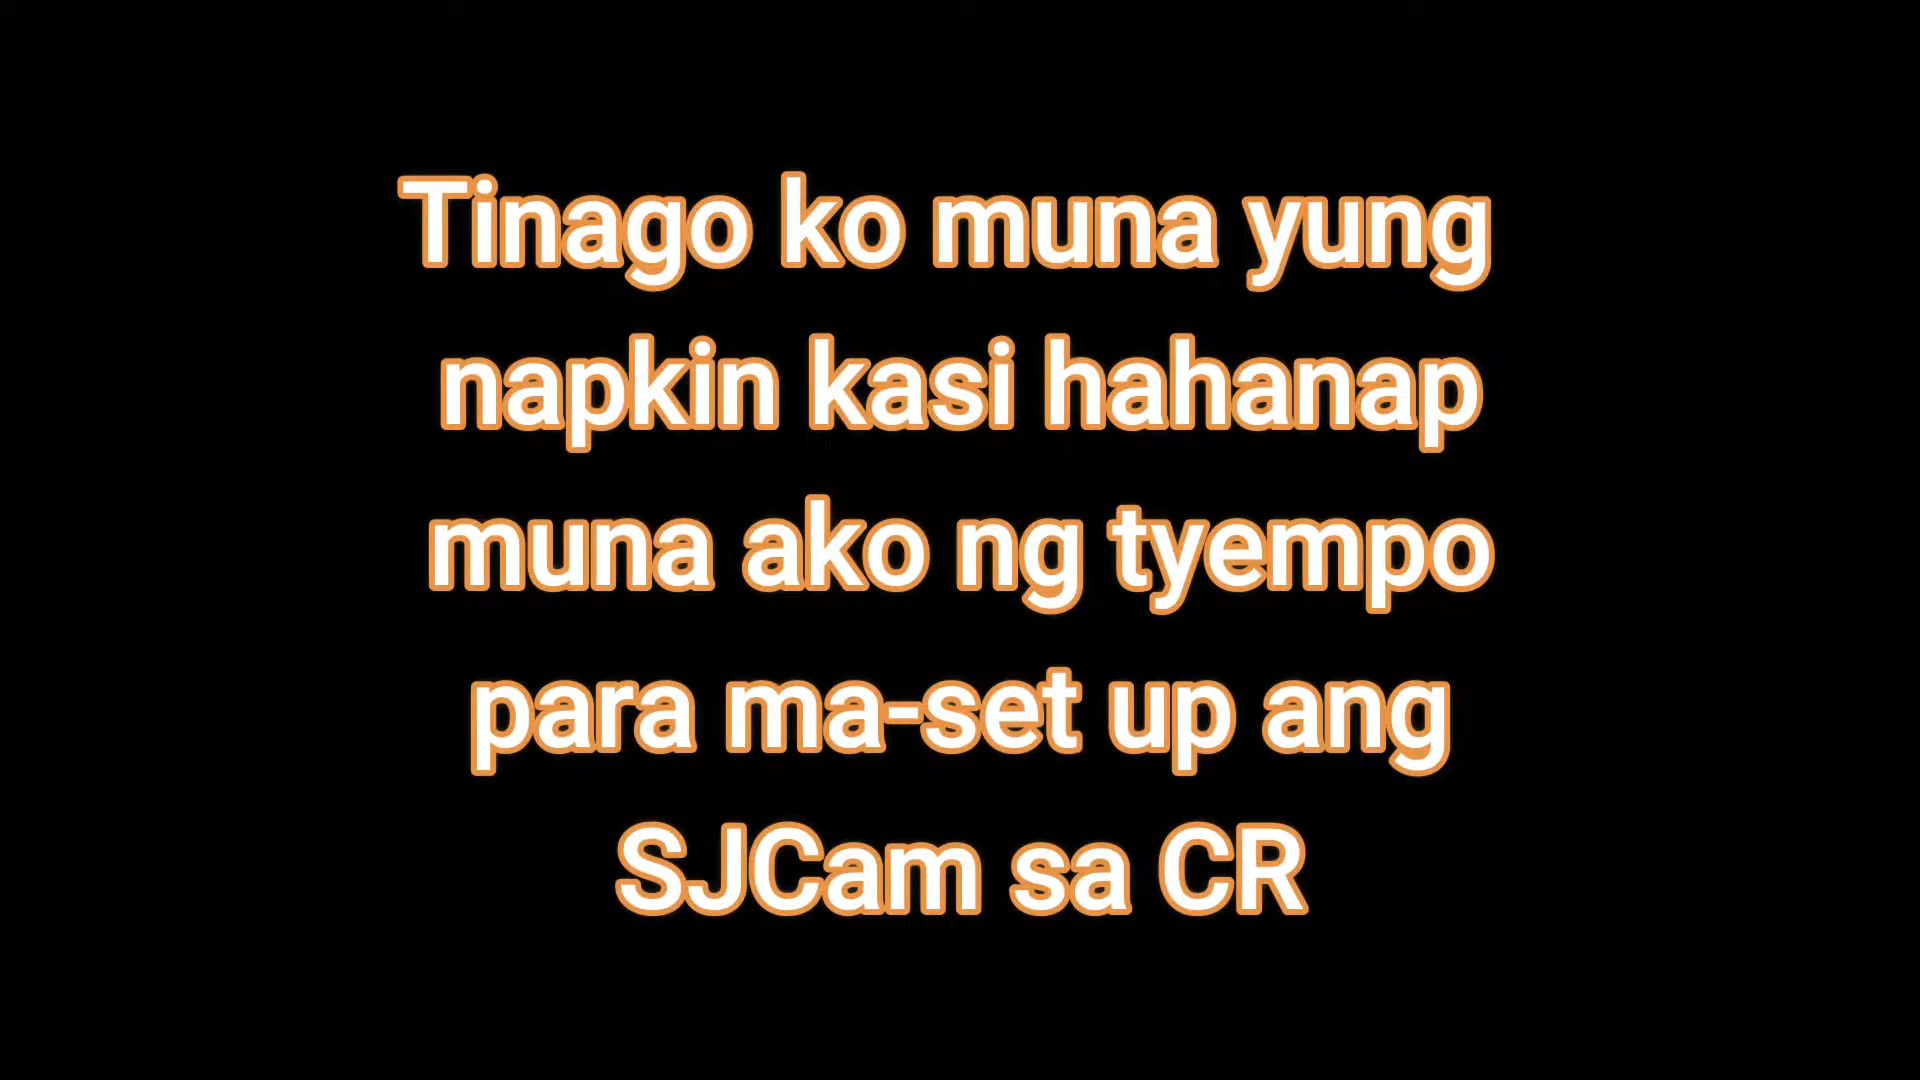 Tinago ko muna yung
napkin kasi hahanap
muna ako ng tyempo
para ma-set up ang
SJCam sa CR